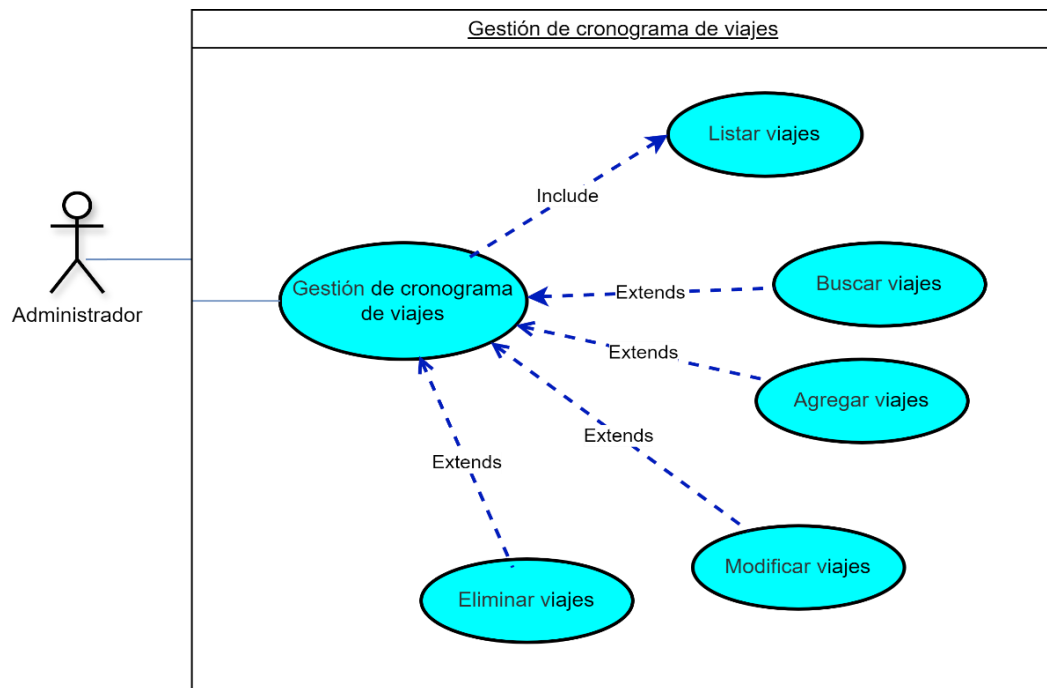 Gestión de cronograma de viajes
Listar viajes
Include
Gestión de cronograma
de viajes
Buscar viajes
Extends
Administrador
Extends
Agregar viajes
Extends
Extends
Modificar viajes
Eliminar viajes